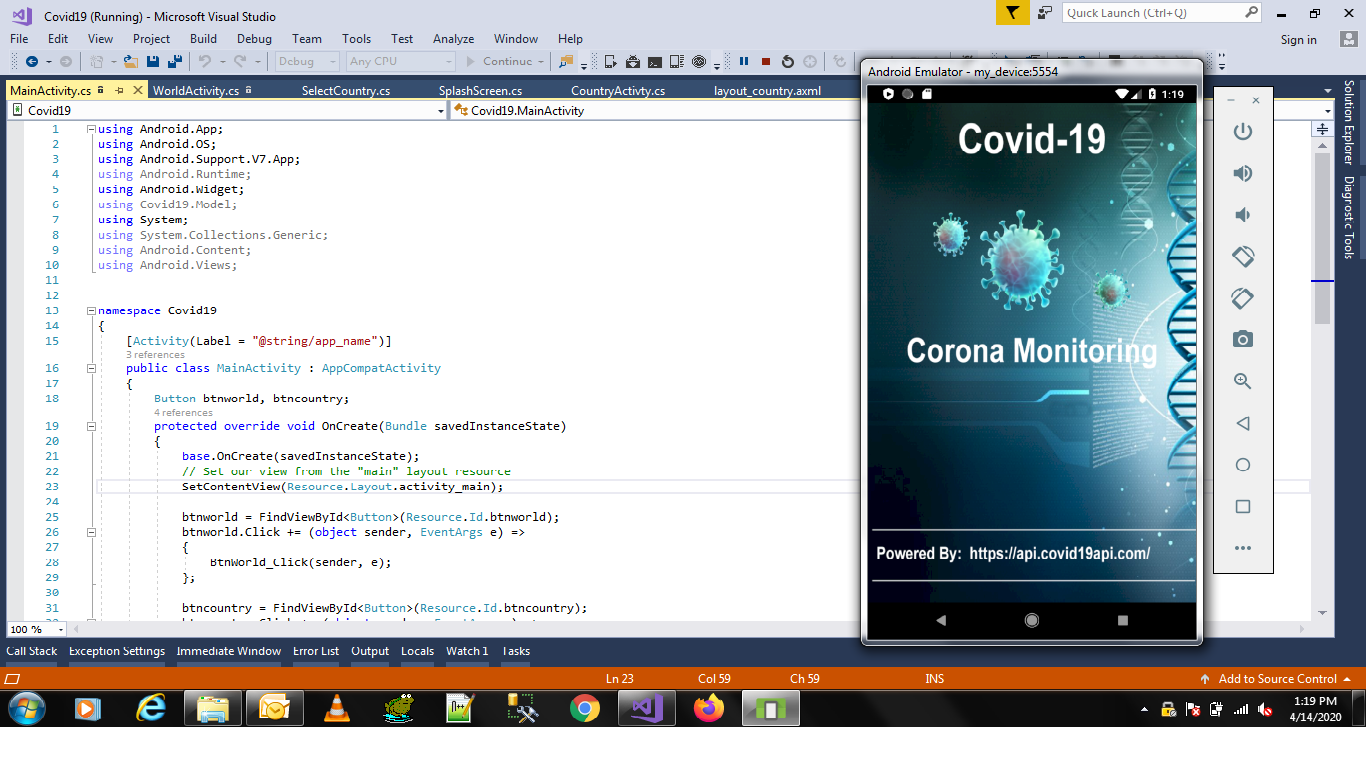 Covid19 (Running) - Microsoft Visual Studio
Quick Launch (Ctrl+Q)
File Edit View Project Build Debug Team Tools Test Analyze Window Help
Sign in
Debug Any CPU Continue
MainActivity.cs WorldActivity.cs SelectCountry.cs SplashScreen.cs CountryActivty.cs layout_country.axml
Covid19 Covid19.MainActivity
1 using Android.App;
2 using Android.OS;
3 using Android.Support.V7.App;
4 using Android.Runtime;
5 using Android.Widget;
6 using Covid19.Model;
7 using System;
8 using System.Collections.Generic;
9 using Android.Content;
10 using Android.Views;
11
12
13 namespace Covid19
14 {
15 [Activity(Label = "@string/app_name")]
3 references
16 public class MainActivity : AppCompatActivity
17 {
18 Button btnworld, btncountry;
4 references
19 protected override void OnCreate(Bundle savedInstanceState)
20 {
21 base.OnCreate(savedInstanceState);
22 // Set our view from the "main" layout resource
23 SetContentView(Resource.Layout.activity_main);
24
25 btnworld = FindViewById<Button>(Resource.Id.btnworld);
26 btnworld.Click += (object sender, EventArgs e) =>
27 {
28 BtnWorld_Click(sender, e);
29 };
30
31 btncountry = FindViewById<Button>(Resource.Id.btncountry);
100 %
Android Emulator - my_device:5554
1:19
Covid-19
Corona Monitoring
Powered By: https://api.covid19api.com/
Solution Explorer
Diagnostic Tools
Call Stack Exception Settings Immediate Window Error List Output Locals Watch 1 Tasks
Ln 23 Col 59 Ch 59 INS Add to Source Control
1:19 PM
4/14/2020